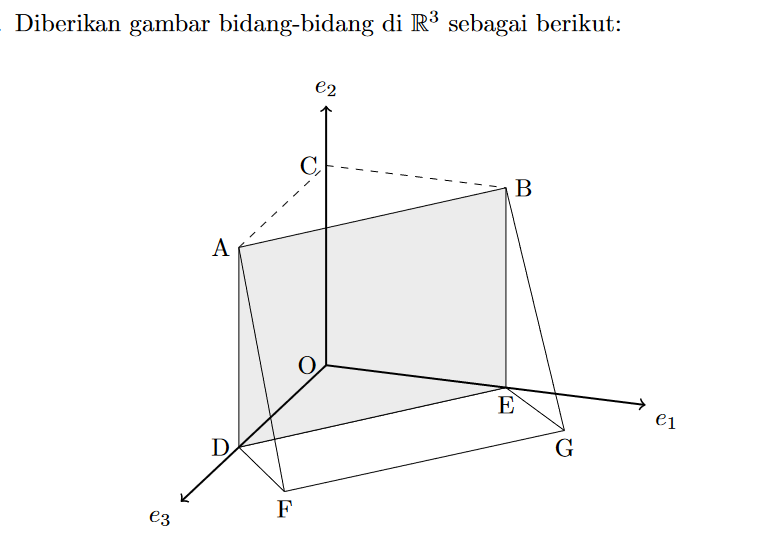 . Diberikan gambar bidang-bidang di ℝ³ sebagai berikut:
e₂
C
B
A
O
E
e₁
D
G
F
e₃